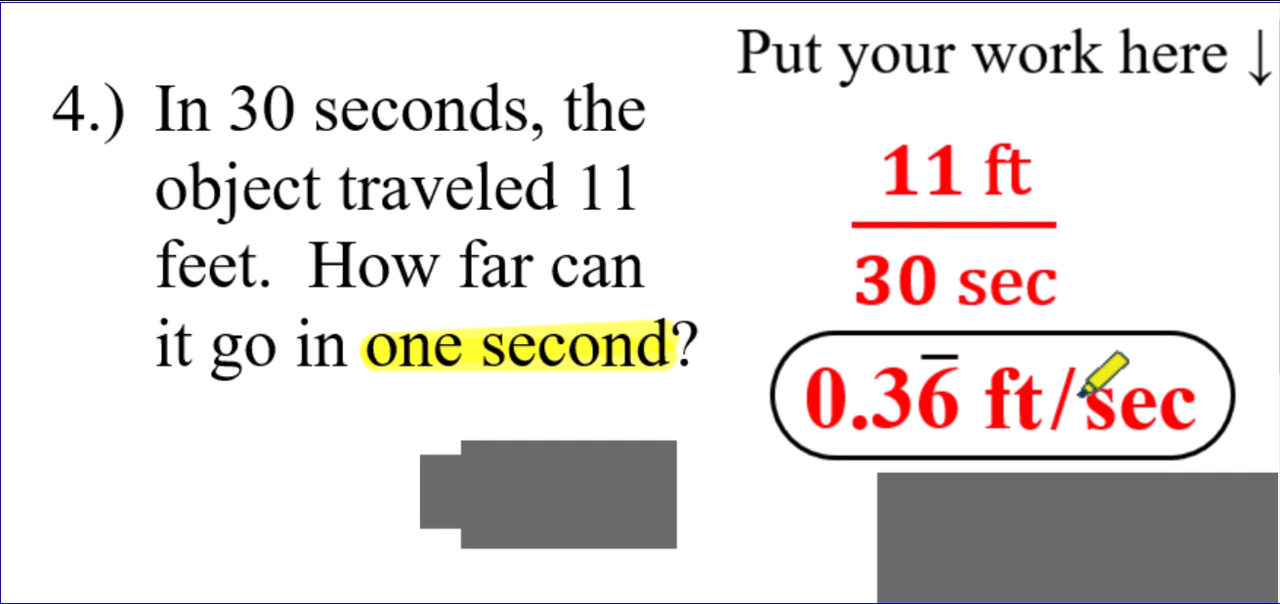 Put your work here ↓
4.) In 30 seconds, the
object traveled 11
feet. How far can
it go in one second?
11 ft
30 sec
0.36̅ ft/sec